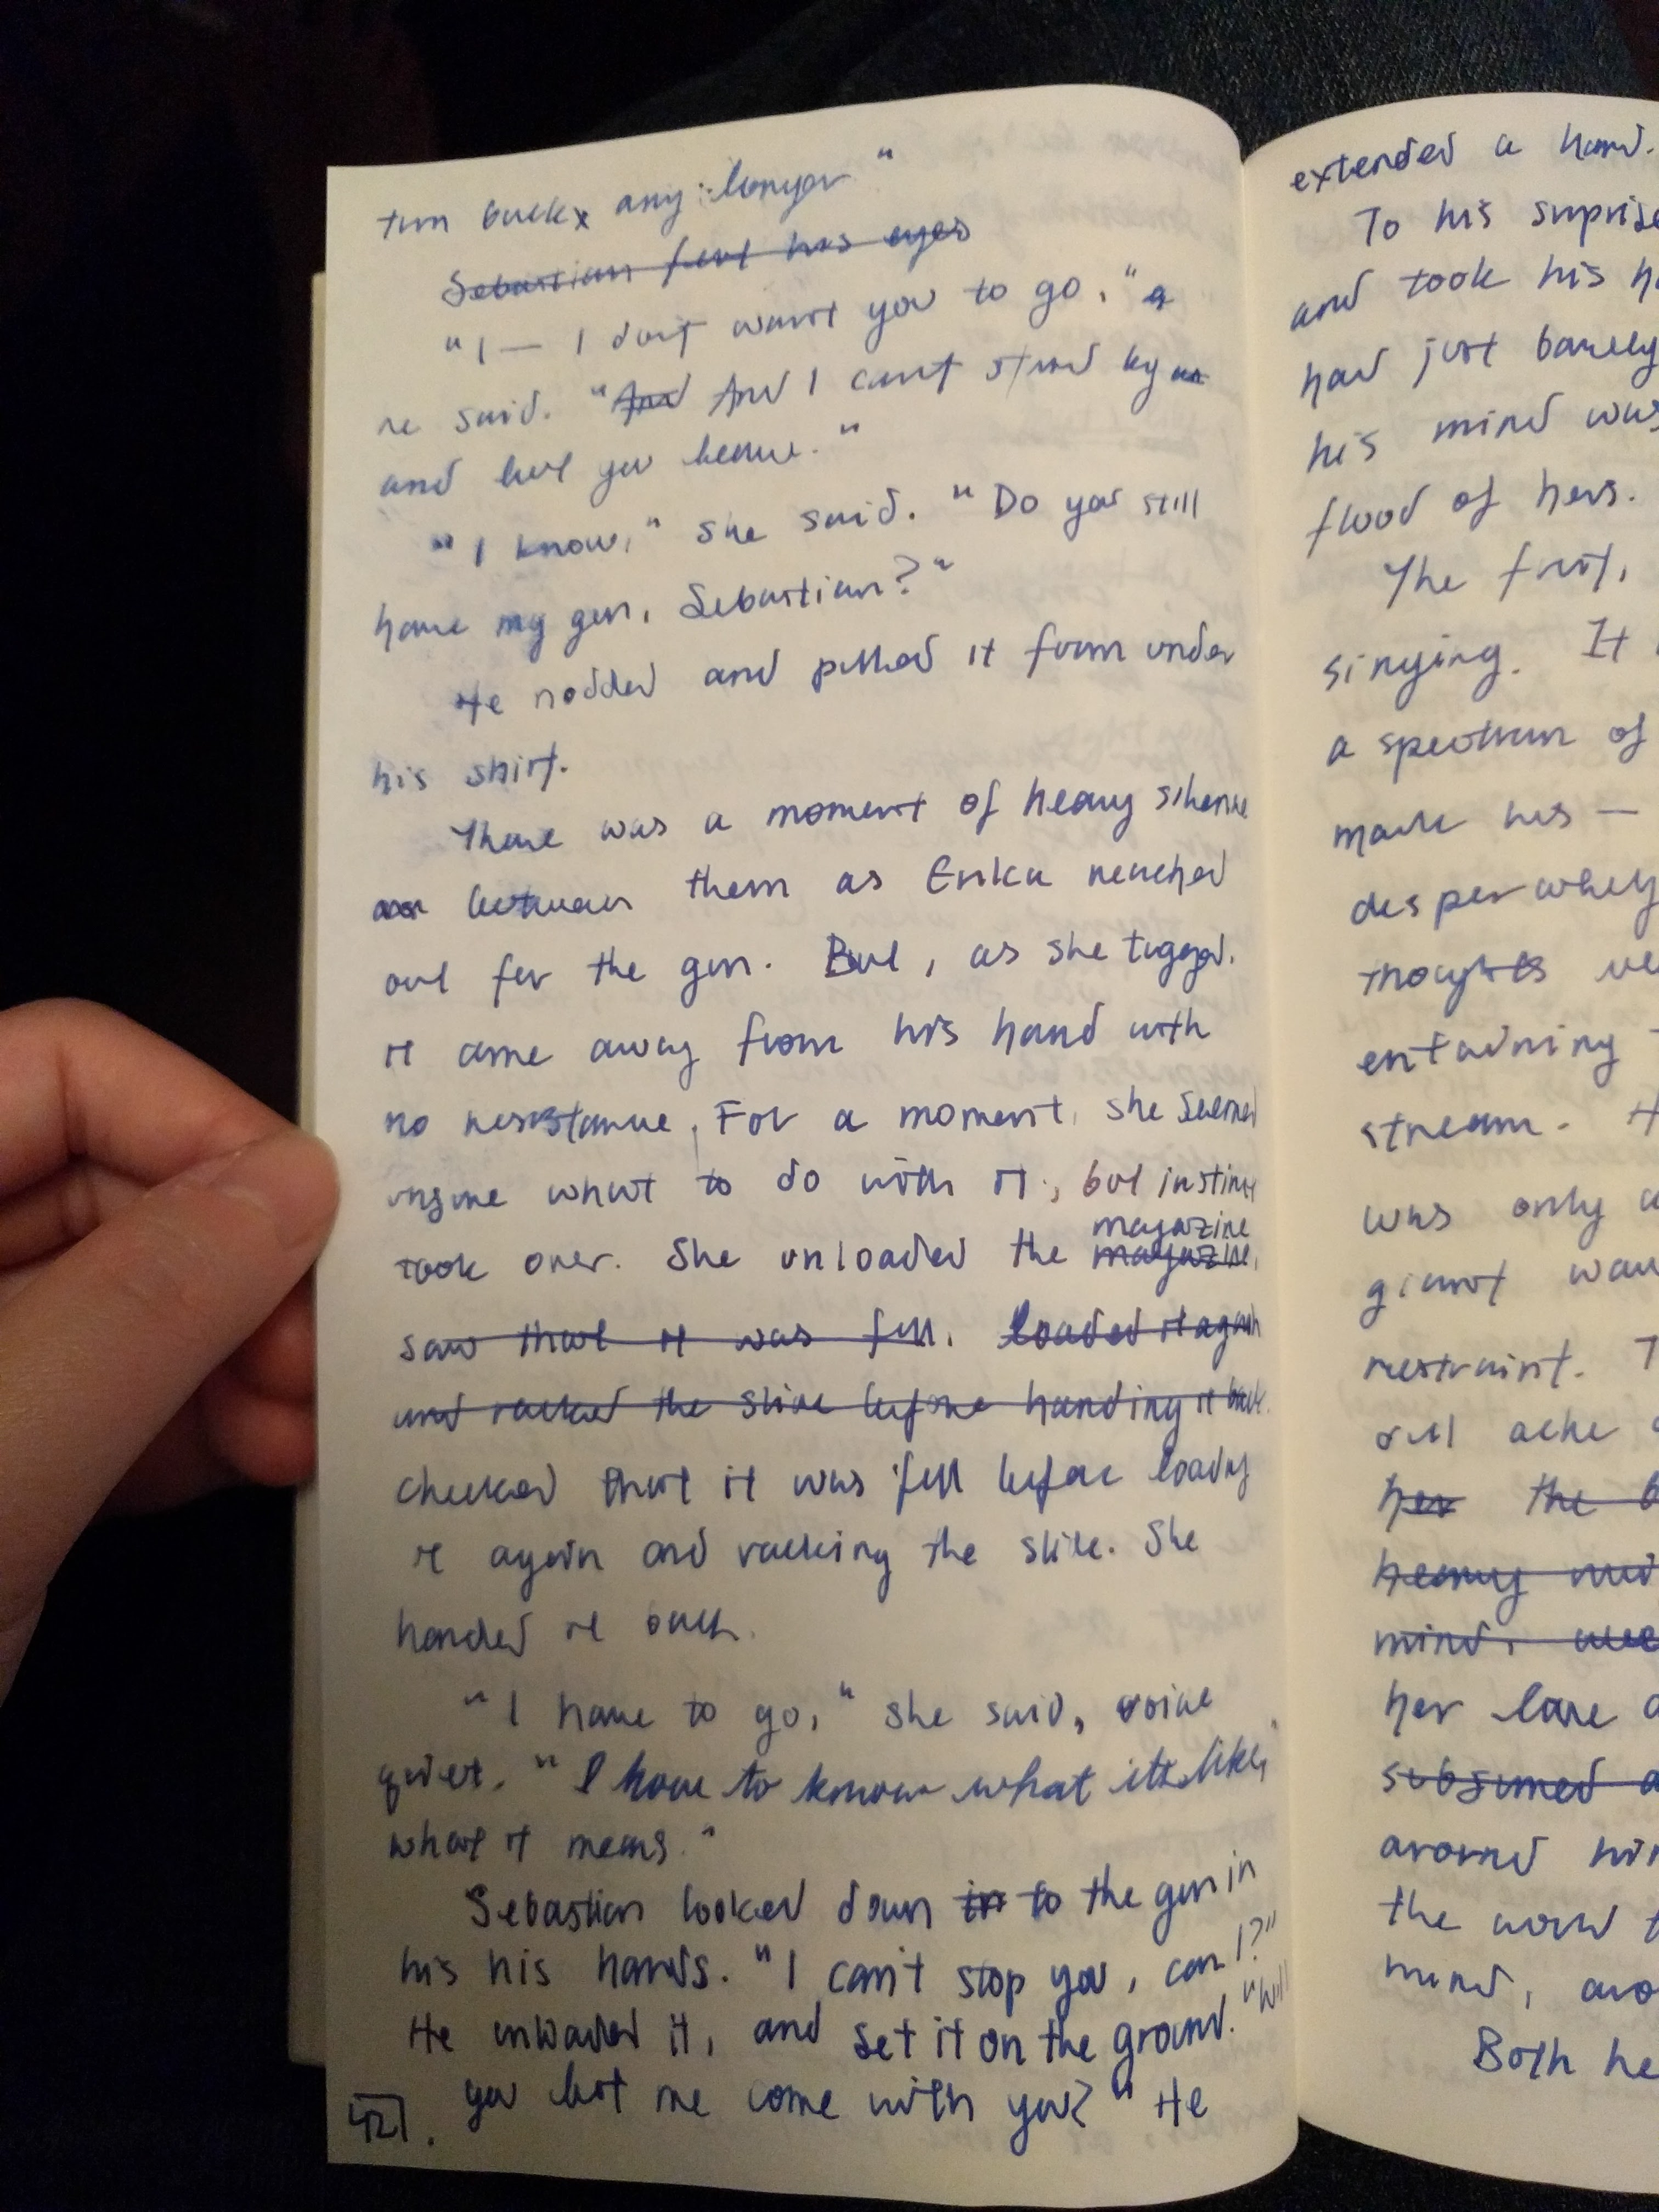 turn back any longer"
Sebastian felt his eyes
"I — I don't want you to go," a
he said. "And And I can't stand by
and let you leave."
"I know," she said. "Do you still
have my gun, Sebastian?"
He nodded and pulled it from under
his shirt.
There was a moment of heavy silence
between them as Erika reached
out for the gun. But, as she tugged,
it came away from his hand with
no resistance. For a moment, she seemed
unsure what to do with it, but instinct
took over. She unloaded the magazine
magazine,
saw that it was full. loaded it again
and racked the slide before handing it back.
checked that it was full before loading
it again and racking the slide. She
handed it back.
"I have to go," she said, voice
quiet. "I have to know what it's like,
what it means."
Sebastian looked down in to the gun in
his his hands. "I can't stop you, can I?"
He unloaded it, and set it on the ground. "Will
you let me come with you?" He
42
extended a hand.
To his surprise
and took his
had just barely
his mind was
flood of hers.
The first,
singing. It
a spectrum of
made his —
desperately
thoughts
entwining
stream.
was only
giant
restraint.
all ache
her the
heavy
mind,
her love
subsumed
around
the world
mind,
Both he